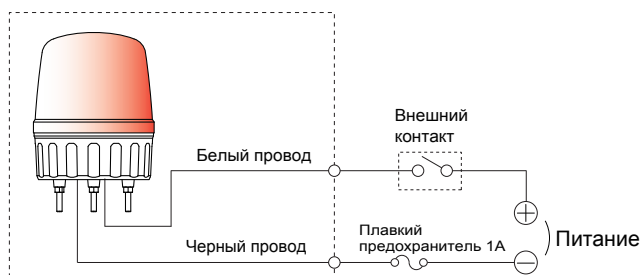 Внешний
контакт
Белый провод
Питание
Черный провод
Плавкий
предохранитель 1А